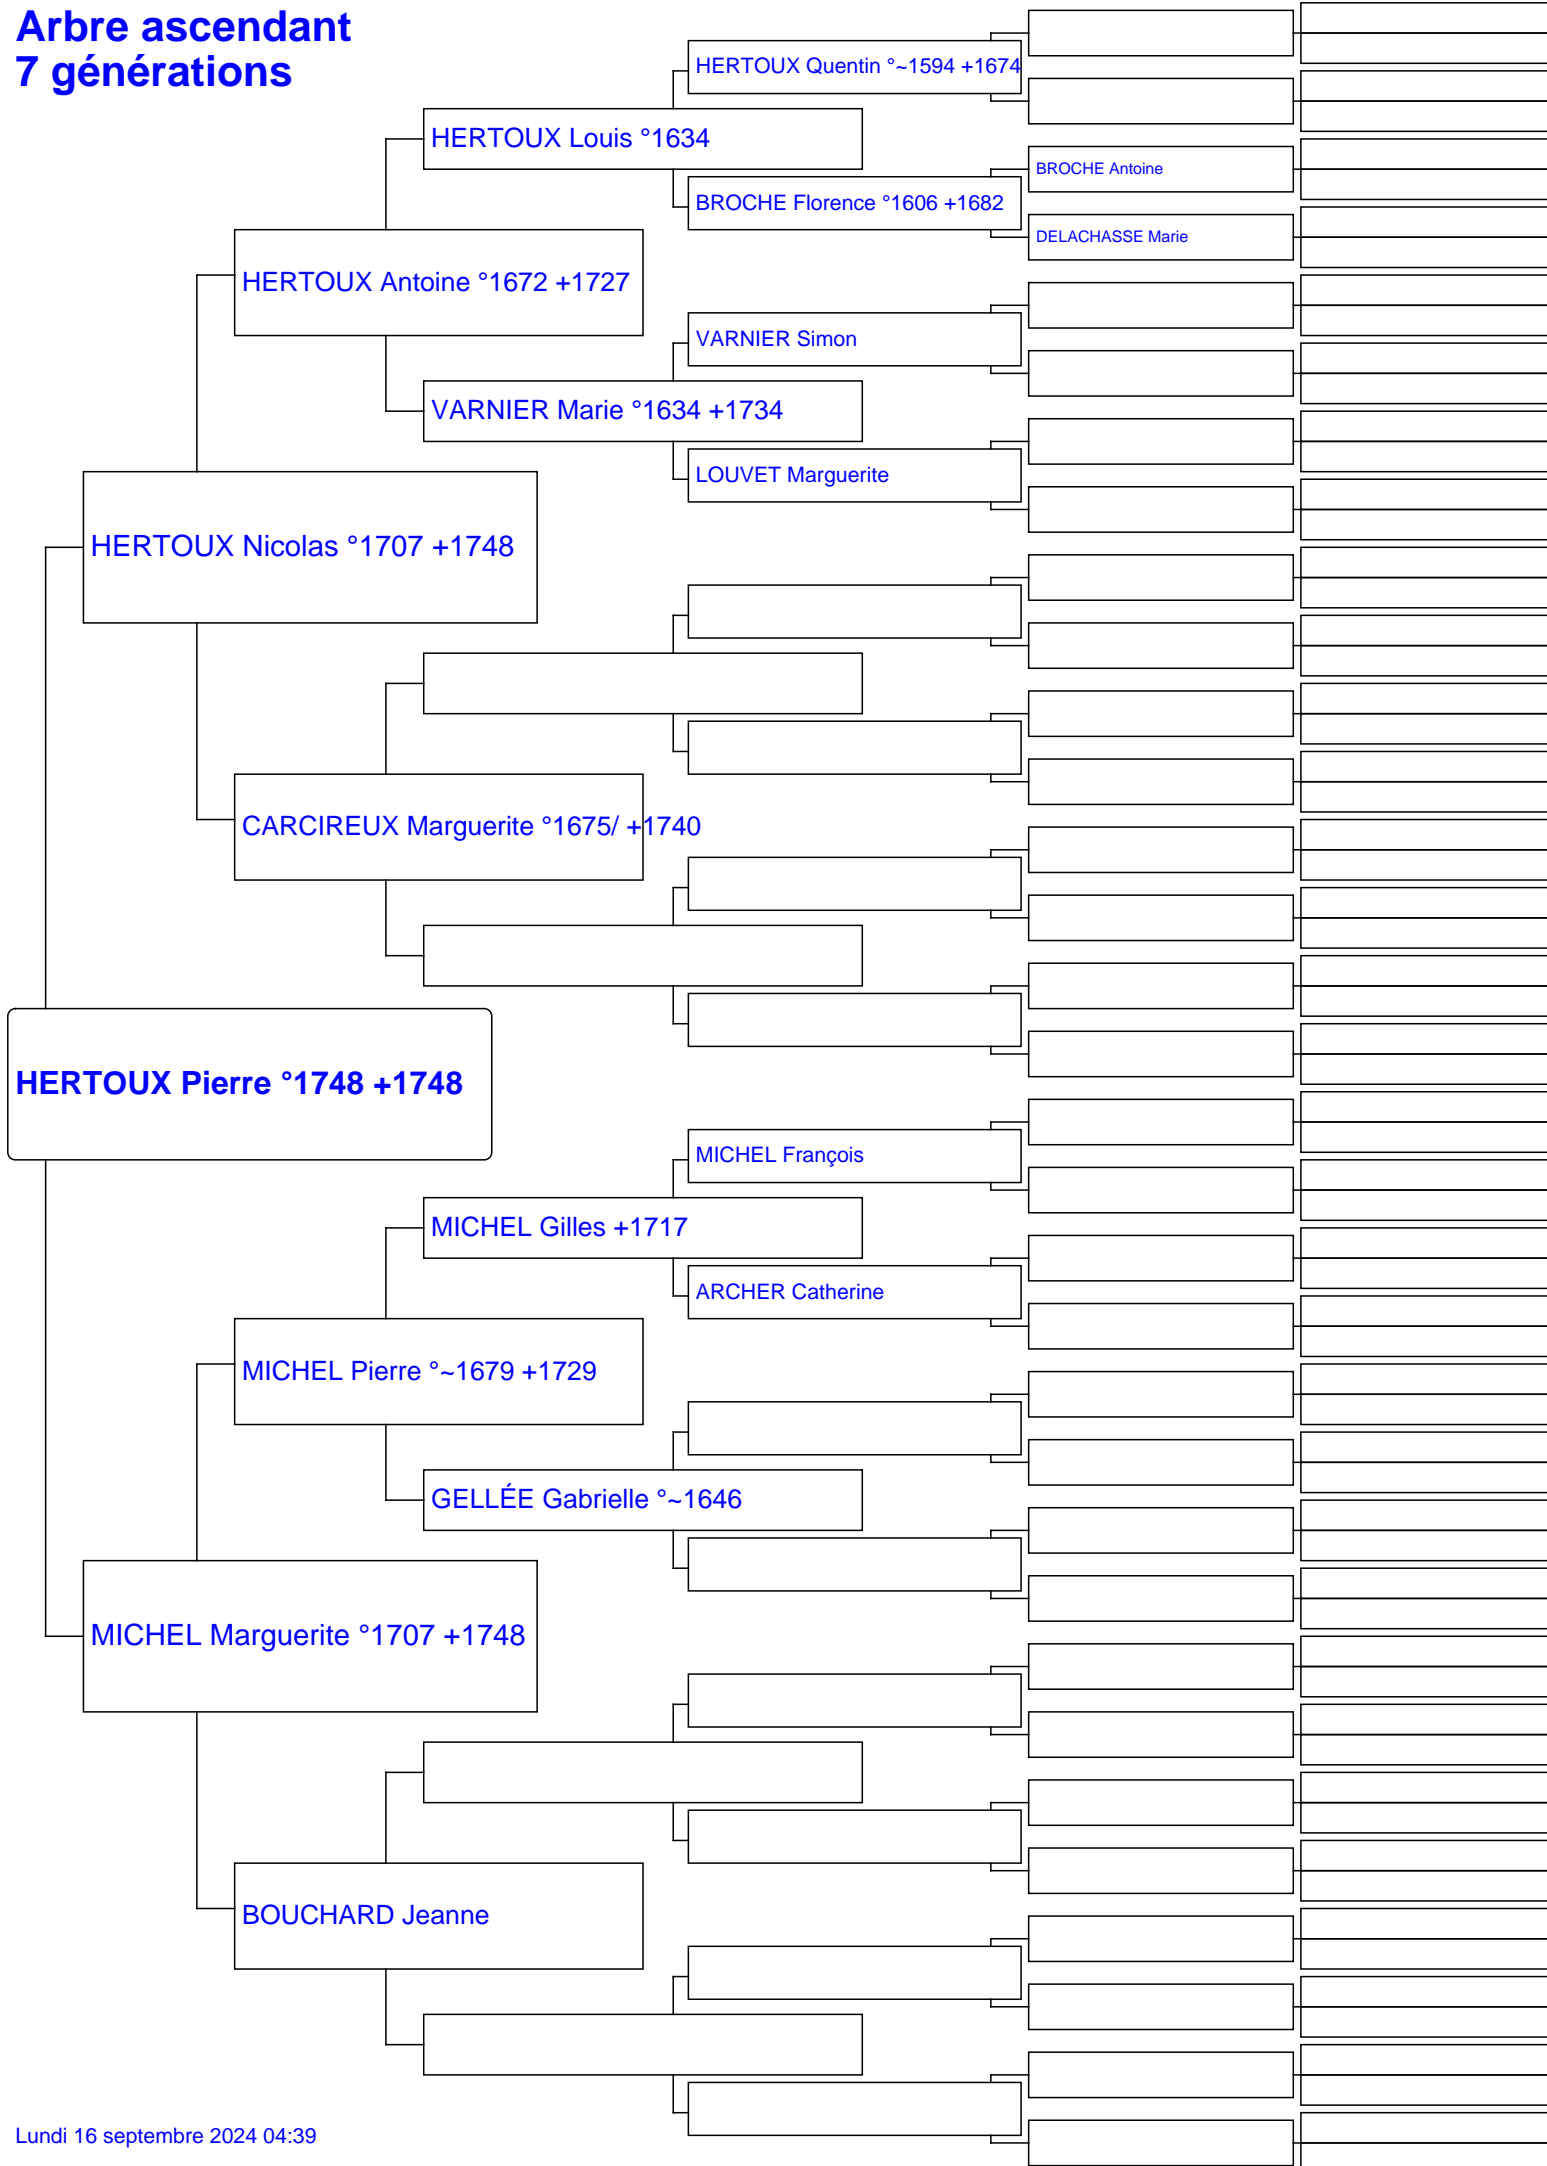 Arbre ascendant
7 générations
HERTOUX Quentin °~1594 +1674
HERTOUX Louis °1634
BROCHE Antoine
BROCHE Florence °1606 +1682
DELACHASSE Marie
HERTOUX Antoine °1672 +1727
VARNIER Simon
VARNIER Marie °1634 +1734
LOUVET Marguerite
HERTOUX Nicolas °1707 +1748
CARCIREUX Marguerite °1675/ +1740
HERTOUX Pierre °1748 +1748
MICHEL François
MICHEL Gilles +1717
ARCHER Catherine
MICHEL Pierre °~1679 +1729
GELLÉE Gabrielle °~1646
MICHEL Marguerite °1707 +1748
BOUCHARD Jeanne
Lundi 16 septembre 2024 04:39